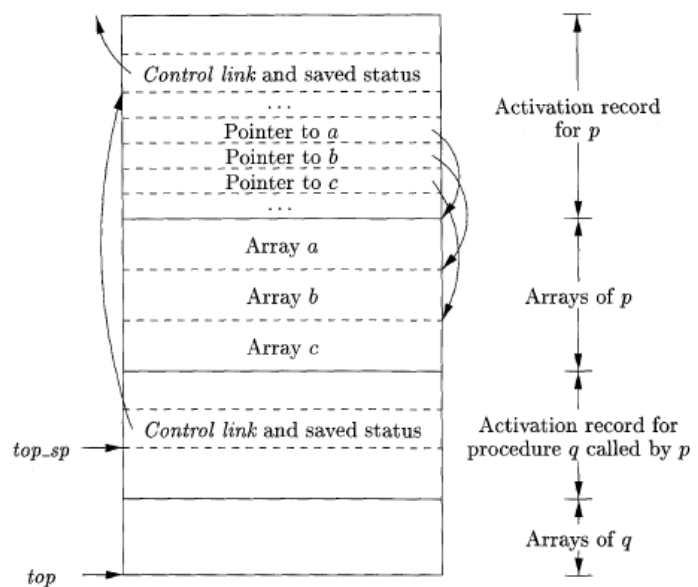 Control link and saved status
...
Pointer to a
Pointer to b
Pointer to c
...
Activation record
for p
Array a
Array b
Array c
Arrays of p
Control link and saved status
top_sp
Activation record for
procedure q called by p
Arrays of q
top